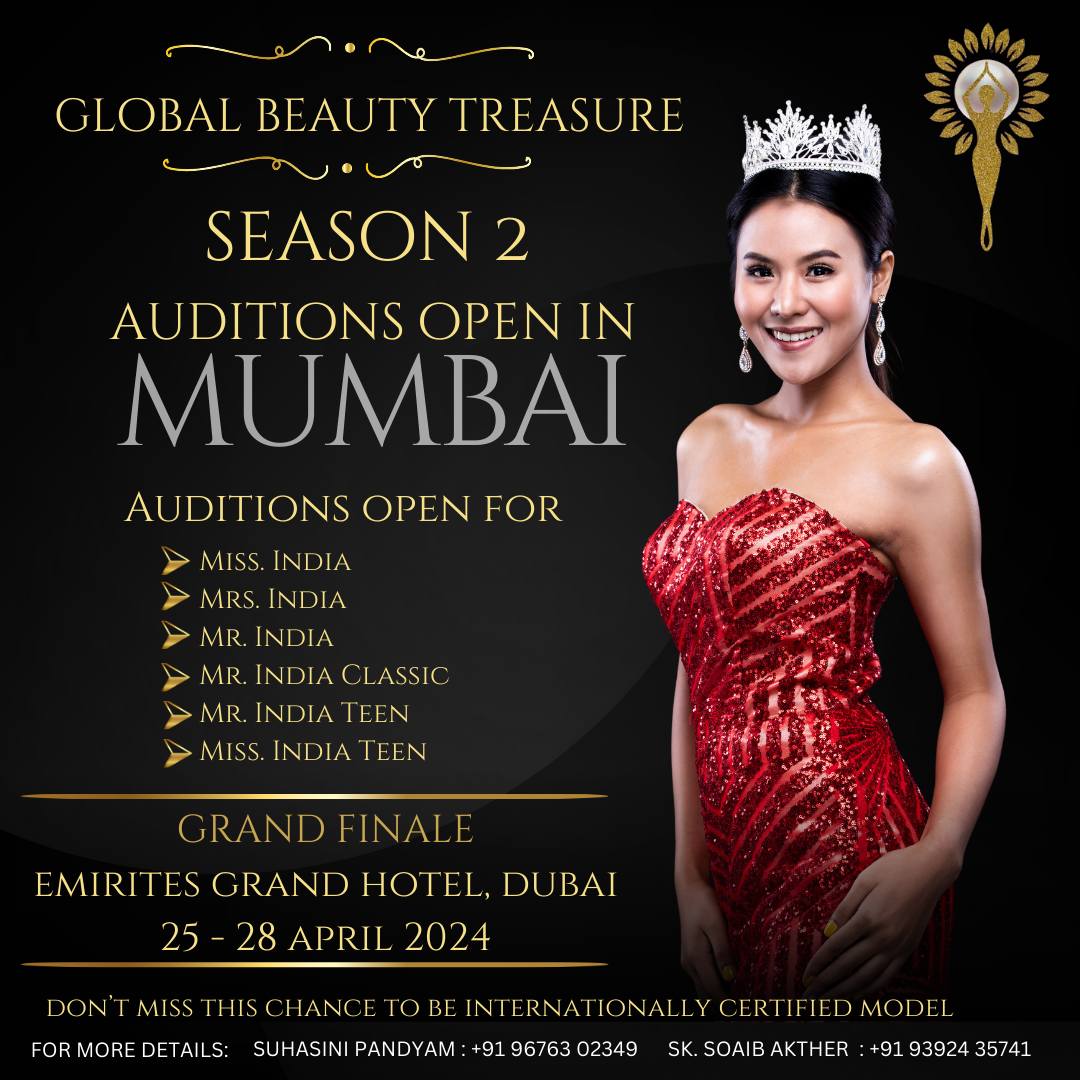 GLOBAL BEAUTY TREASURE
SEASON 2
AUDITIONS OPEN IN
MUMBAI
AUDITIONS OPEN FOR
MISS. INDIA
MRS. INDIA
MR. INDIA
MR. INDIA CLASSIC
MR. INDIA TEEN
MISS. INDIA TEEN
GRAND FINALE
EMIRITES GRAND HOTEL, DUBAI
25 - 28 APRIL 2024
DON'T MISS THIS CHANCE TO BE INTERNATIONALLY CERTIFIED MODEL
FOR MORE DETAILS: SUHASINI PANDYAM : +91 96763 02349 SK. SOAIB AKTHER : +91 93924 35741